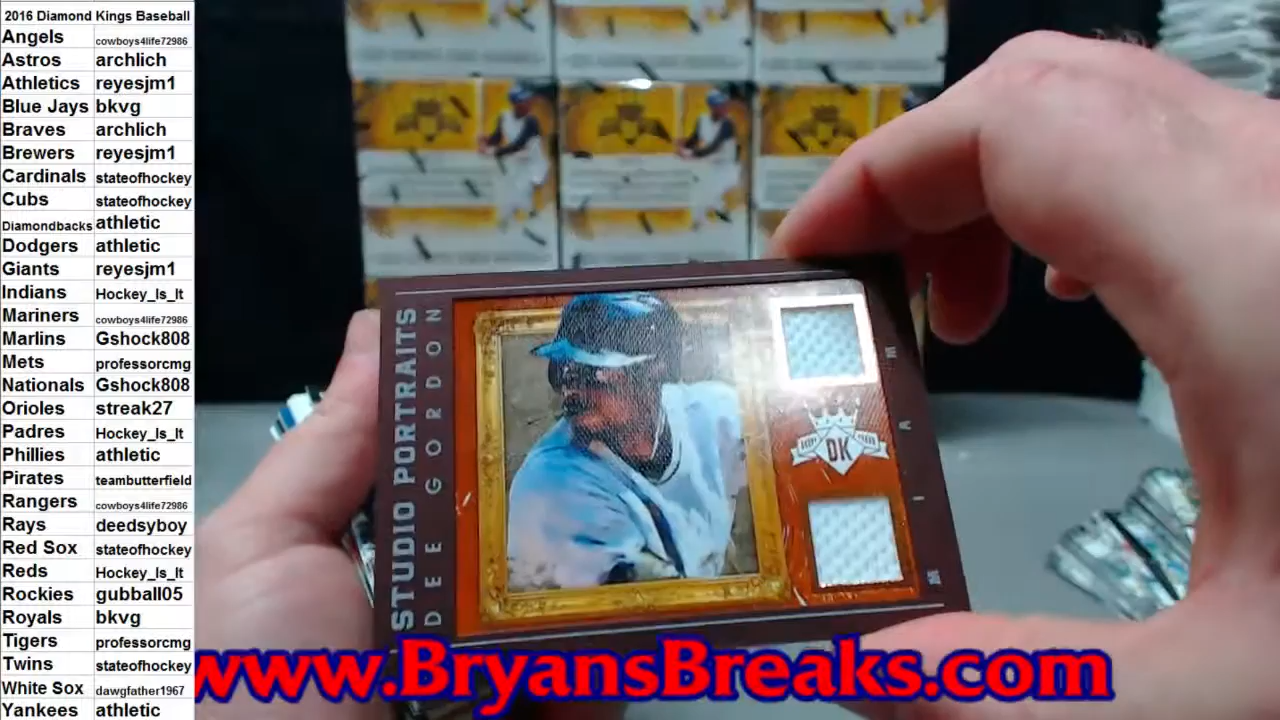 2016 Diamond Kings Baseball
Angels cowboys4life72986
Astros archlich
Athletics reyesjm1
Blue Jays bkvg
Braves archlich
Brewers reyesjm1
Cardinals stateofhockey
Cubs stateofhockey
Diamondbacks athletic
Dodgers athletic
Giants reyesjm1
Indians Hockey_Is_It
Mariners cowboys4life72986
Marlins Gshock808
Mets professorcmg
Nationals Gshock808
Orioles streak27
Padres Hockey_Is_It
Phillies athletic
Pirates teambutterfield
Rangers cowboys4life72986
Rays deedsyboy
Red Sox stateofhockey
Reds Hockey_Is_It
Rockies gubball05
Royals bkvg
Tigers professorcmg
Twins stateofhockey
White Sox dawgfather1967
Yankees athletic
STUDIO PORTRAITS
DEE GORDON
DK
www.BryansBreaks.com